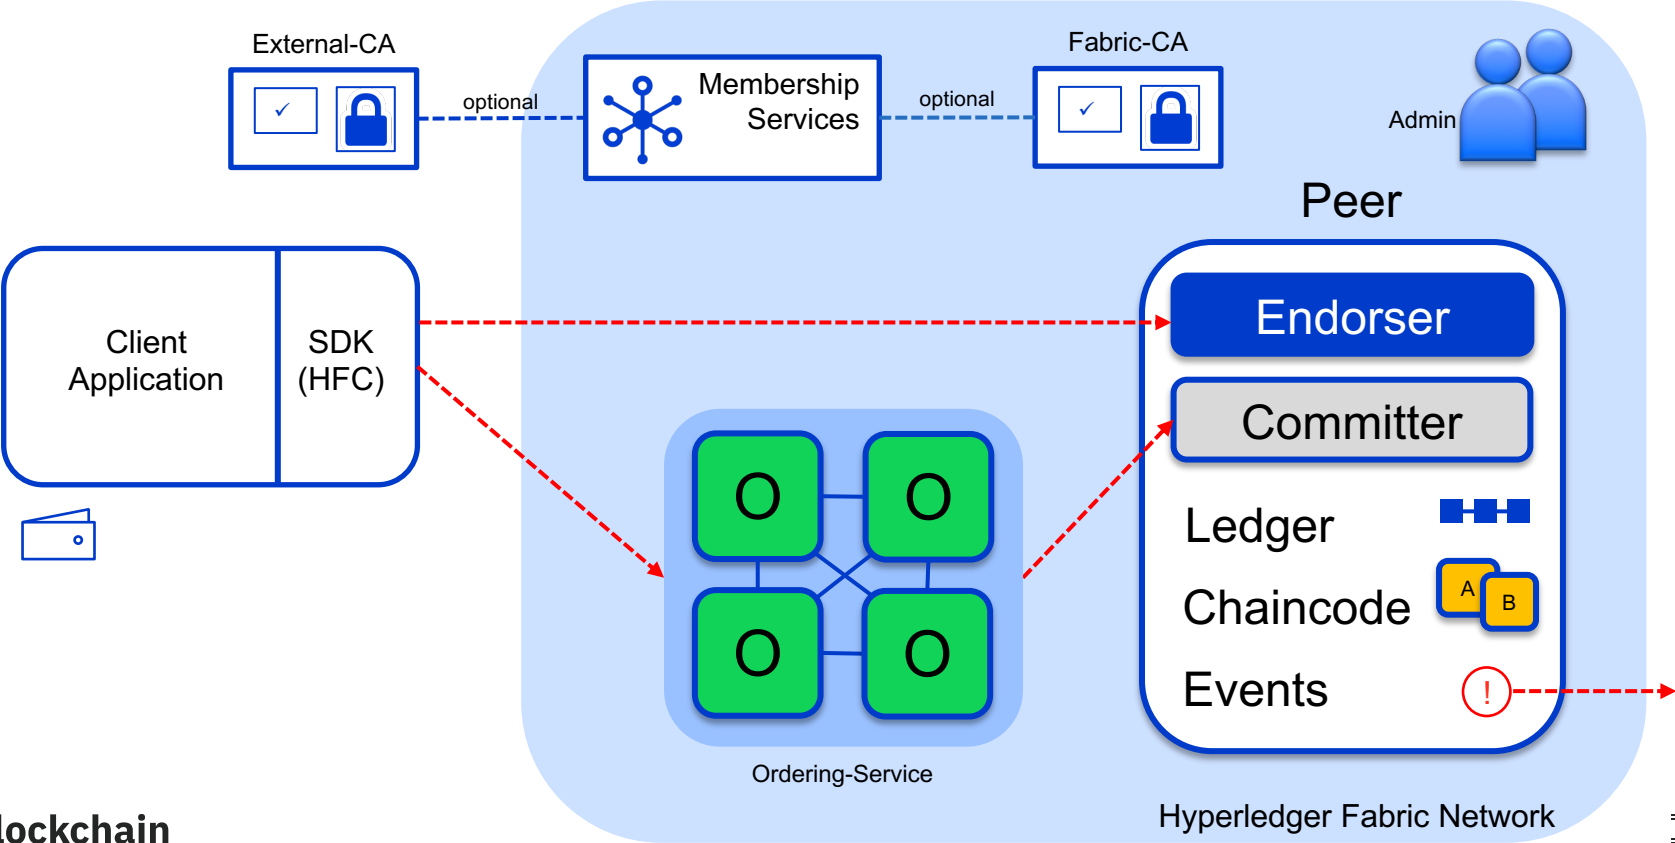 External-CA
Fabric-CA
optional
Membership
Services
optional
Admin
Peer
Client
Application
SDK
(HFC)
Endorser
Committer
O
O
O
O
Ledger
Chaincode
A
B
Events
!
Ordering-Service
Hyperledger Fabric Network
lockchain